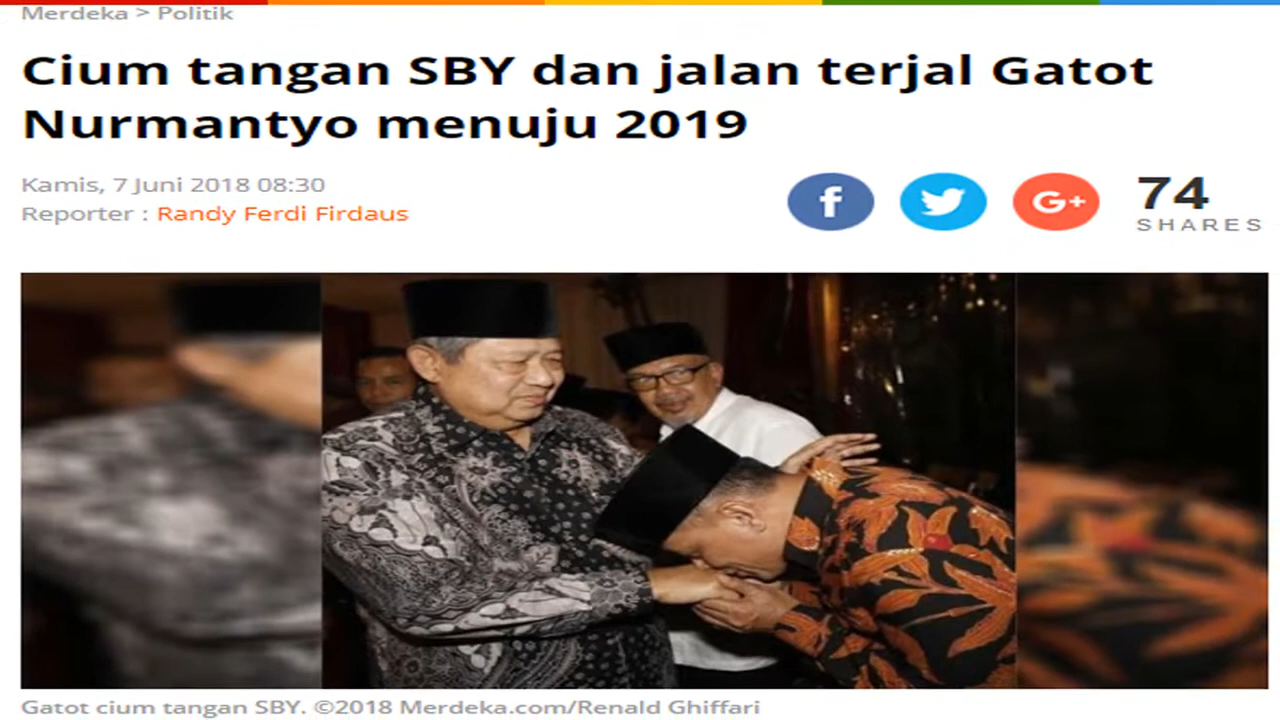 Merdeka > Politik
Cium tangan SBY dan jalan terjal Gatot
Nurmantyo menuju 2019
Kamis, 7 Juni 2018 08:30
Reporter : Randy Ferdi Firdaus
f G+ 74
SHARES
Gatot cium tangan SBY. ©2018 Merdeka.com/Renald Ghiffari